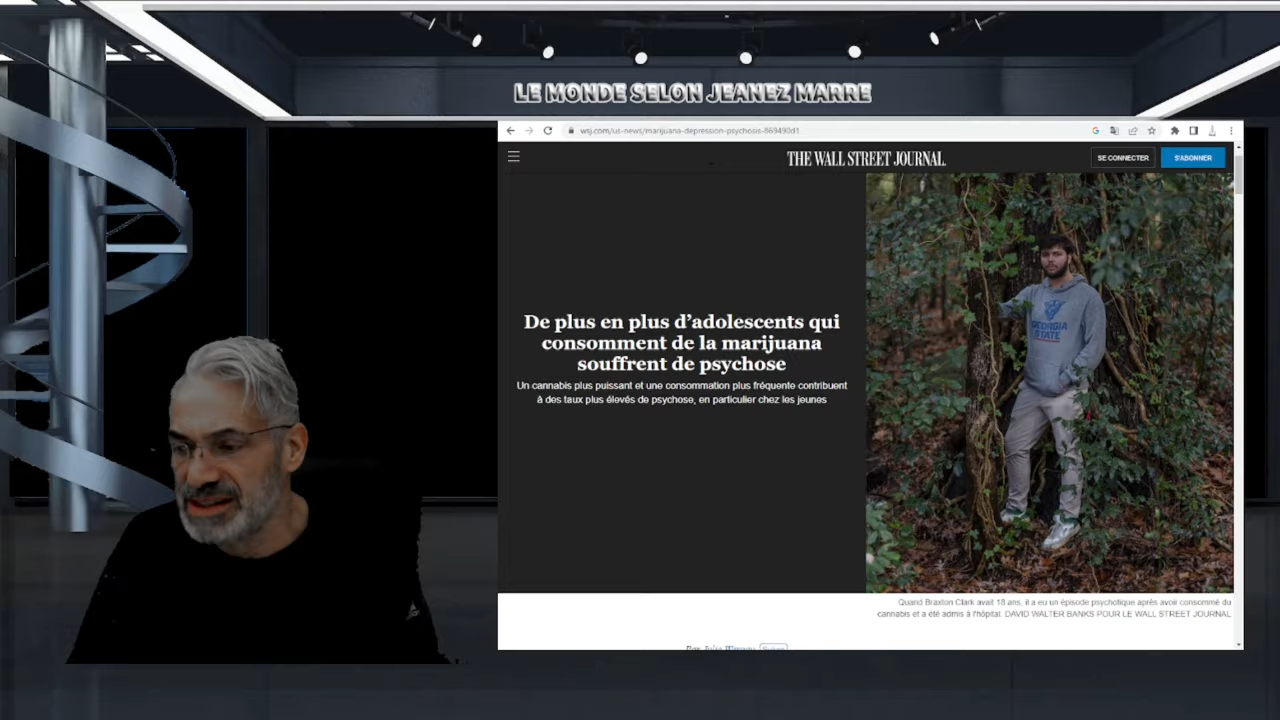 LE MONDE SELON JEANEZ MARRE
wsj.com/us-news/marijuana-depression-psychosis-869490d1
THE WALL STREET JOURNAL.
SE CONNECTER
S'ABONNER
De plus en plus d’adolescents qui
consomment de la marijuana
souffrent de psychose
Un cannabis plus puissant et une consommation plus fréquente contribuent
à des taux plus élevés de psychose, en particulier chez les jeunes
GEORGIA
STATE
Quand Braxton Clark avait 18 ans, il a eu un épisode psychotique après avoir consommé du
cannabis et a été admis à l'hôpital. DAVID WALTER BANKS POUR LE WALL STREET JOURNAL